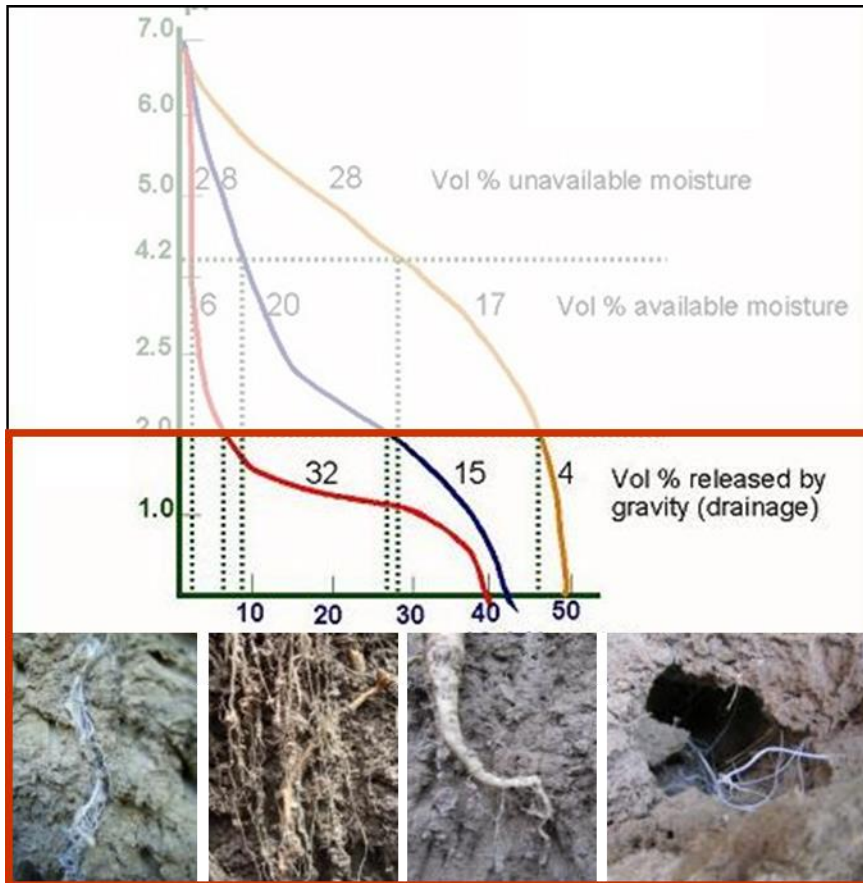 7.0
6.0
5.0
4.2
2.5
2.0
1.0
2 8 28 Vol % unavailable moisture
6 20 17 Vol % available moisture
32 15 4 Vol % released by
gravity (drainage)
10 20 30 40 50